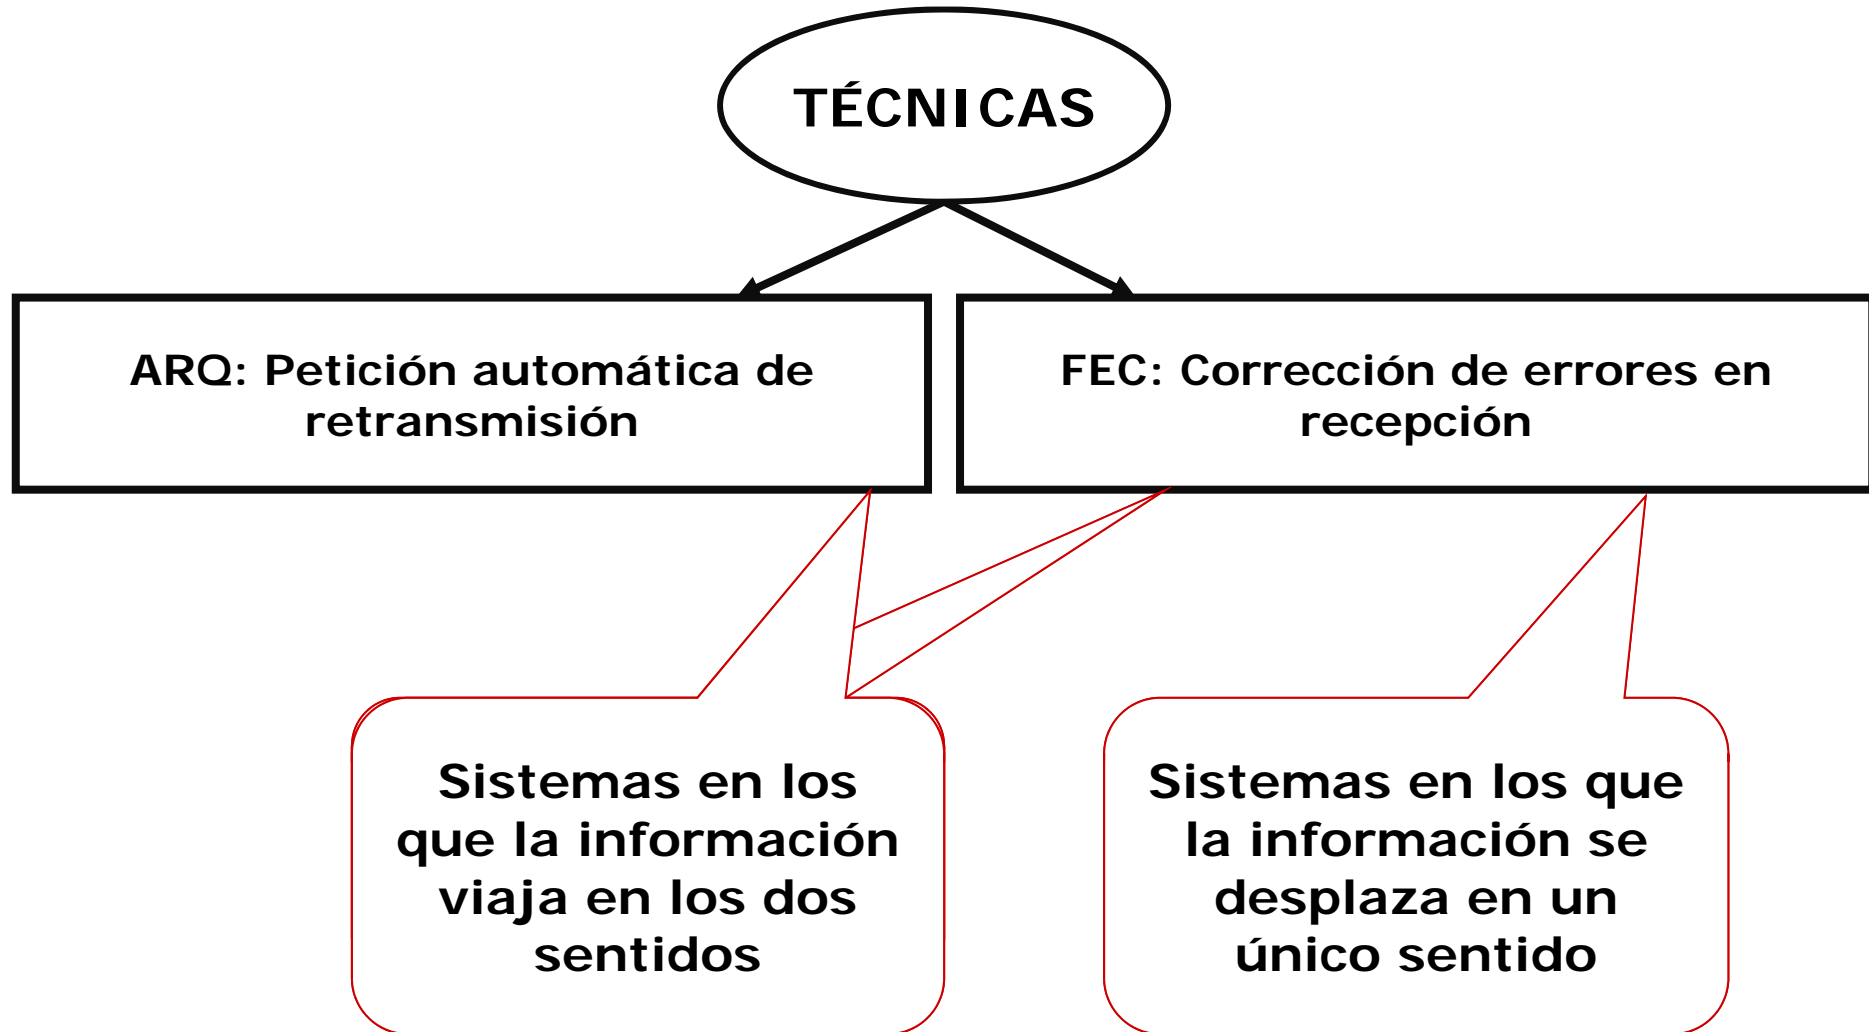 TÉCNICAS
ARQ: Petición automática de
retransmisión
FEC: Corrección de errores en
recepción
Sistemas en los
que la información
viaja en los dos
sentidos
Sistemas en los que
la información se
desplaza en un
único sentido